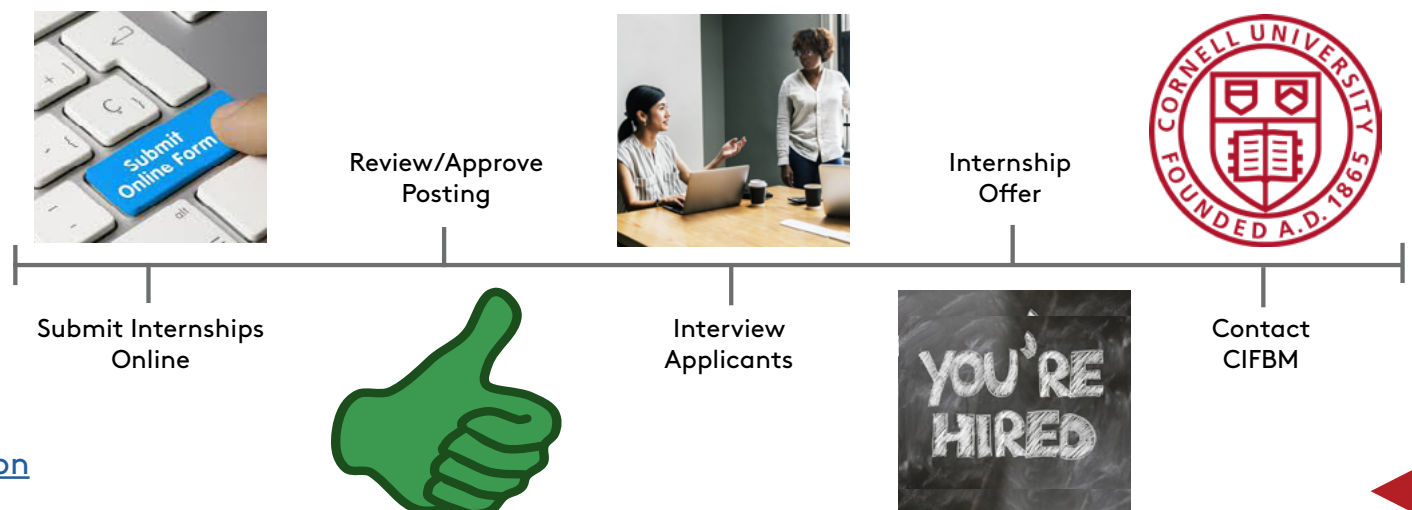 Submit
Online Form
alt
Review/Approve
Posting
Internship
Offer
CORNELL UNIVERSITY
FOUNDED A.D. 1865
Submit Internships
Online
Interview
Applicants
YOU'RE
HIRED
Contact
CIFBM
on